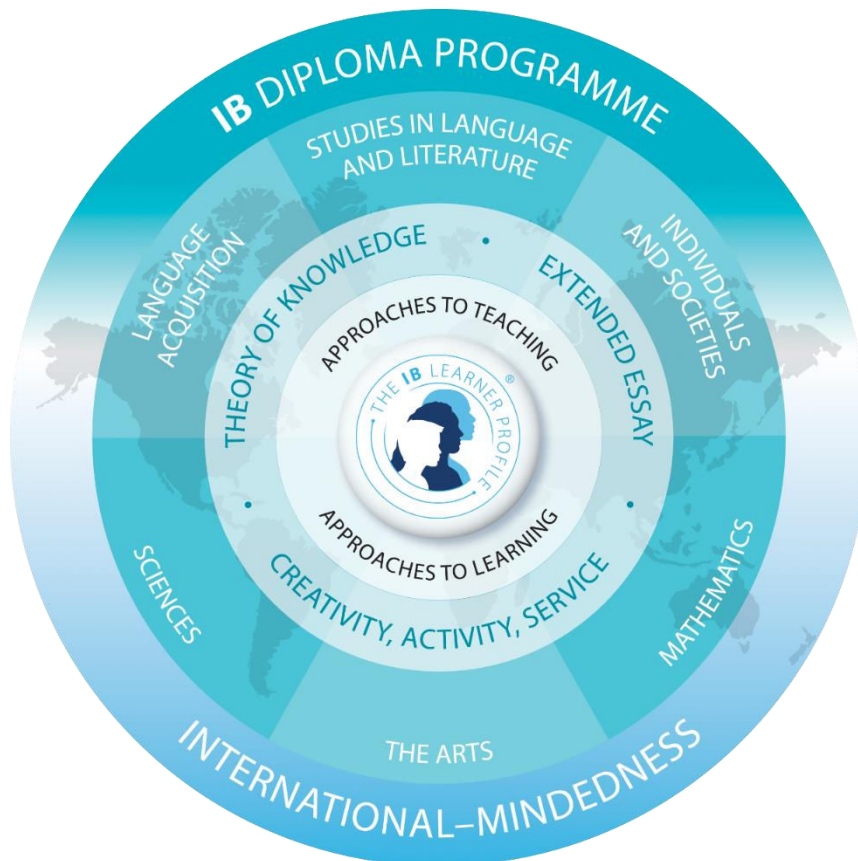 IB DIPLOMA PROGRAMME
STUDIES IN LANGUAGE
AND LITERATURE
LANGUAGE
ACQUISITION
INDIVIDUALS
AND SOCIETIES
THEORY OF KNOWLEDGE •
EXTENDED ESSAY •
APPROACHES TO TEACHING
THE IB LEARNER PROFILE ®
APPROACHES TO LEARNING
CREATIVITY, ACTIVITY, SERVICE •
SCIENCES
MATHEMATICS
THE ARTS
INTERNATIONAL–MINDEDNESS